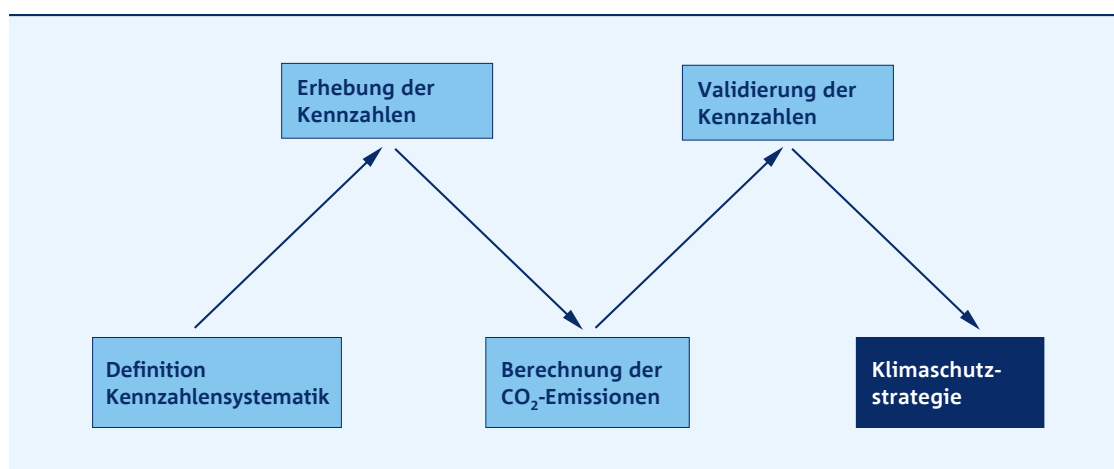 Erhebung der
Kennzahlen
Validierung der
Kennzahlen
Definition
Kennzahlensystematik
Berechnung der
CO₂-Emissionen
Klimaschutz-
strategie